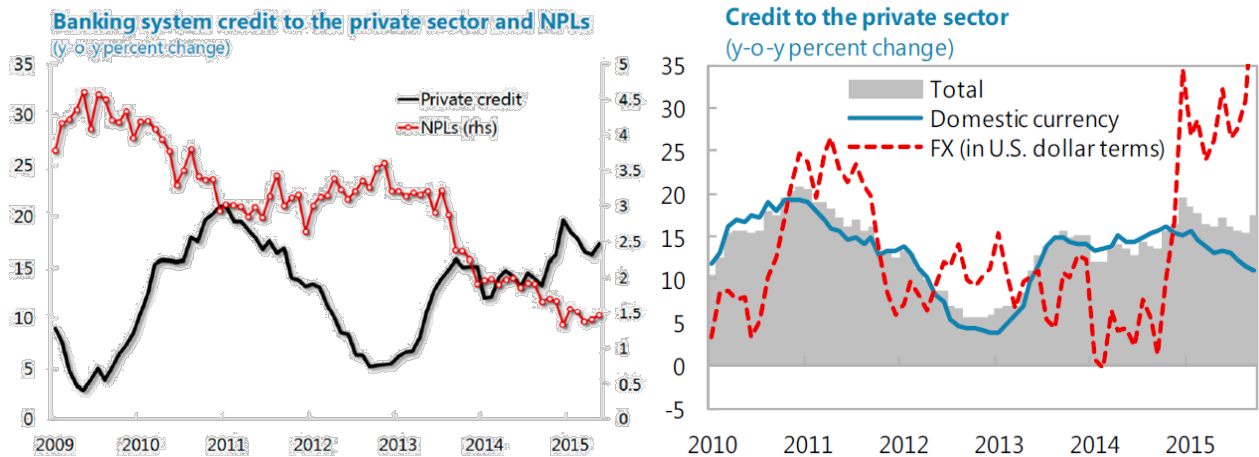 Banking system credit to the private sector and NPLs
(y-o-y percent change)
35
30
25
20
15
10
5
0
5
4.5
4
3.5
3
2.5
2
1.5
1
0.5
0
Private credit
NPLs (rhs)
2009 2010 2011 2012 2013 2014 2015
Credit to the private sector
(y-o-y percent change)
35
30
25
20
15
10
5
0
-5
Total
Domestic currency
FX (in U.S. dollar terms)
2010 2011 2012 2013 2014 2015